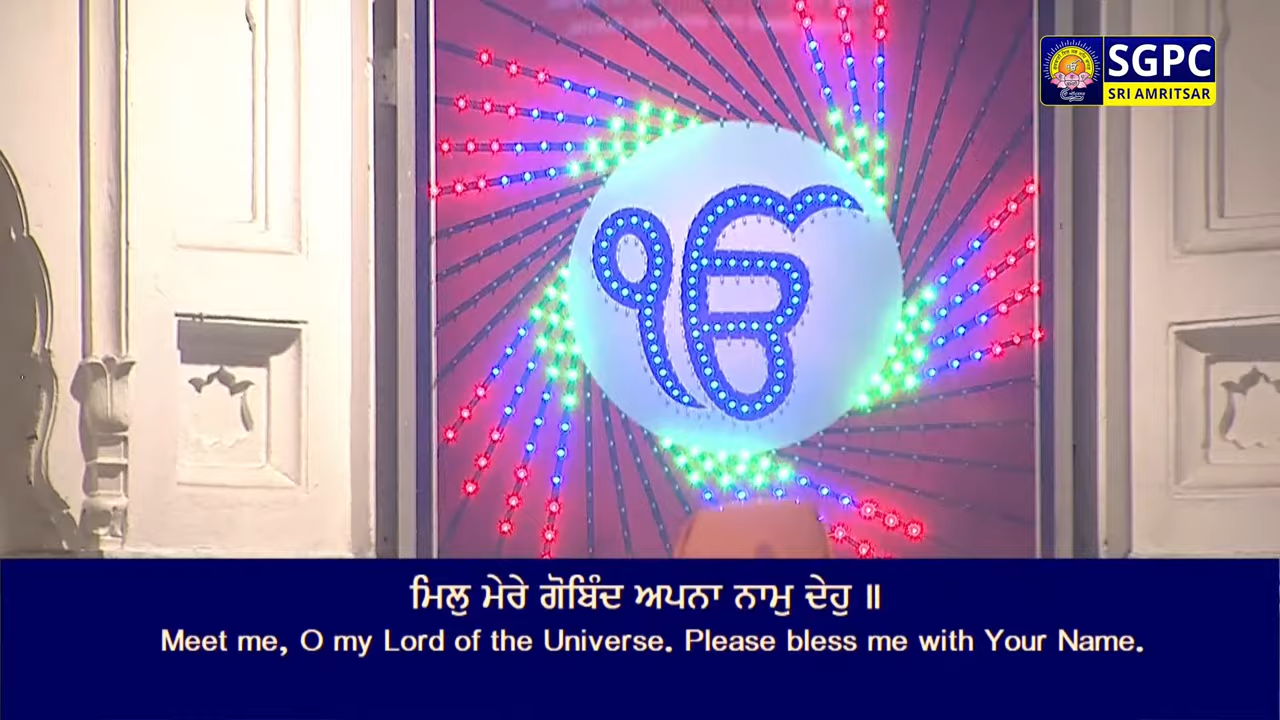 SGPC
SRI AMRITSAR
ੴ
ਮਿਲੁ ਮੇਰੇ ਗੋਬਿੰਦ ਅਪਨਾ ਨਾਮੁ ਦੇਹੁ ॥
Meet me, O my Lord of the Universe. Please bless me with Your Name.